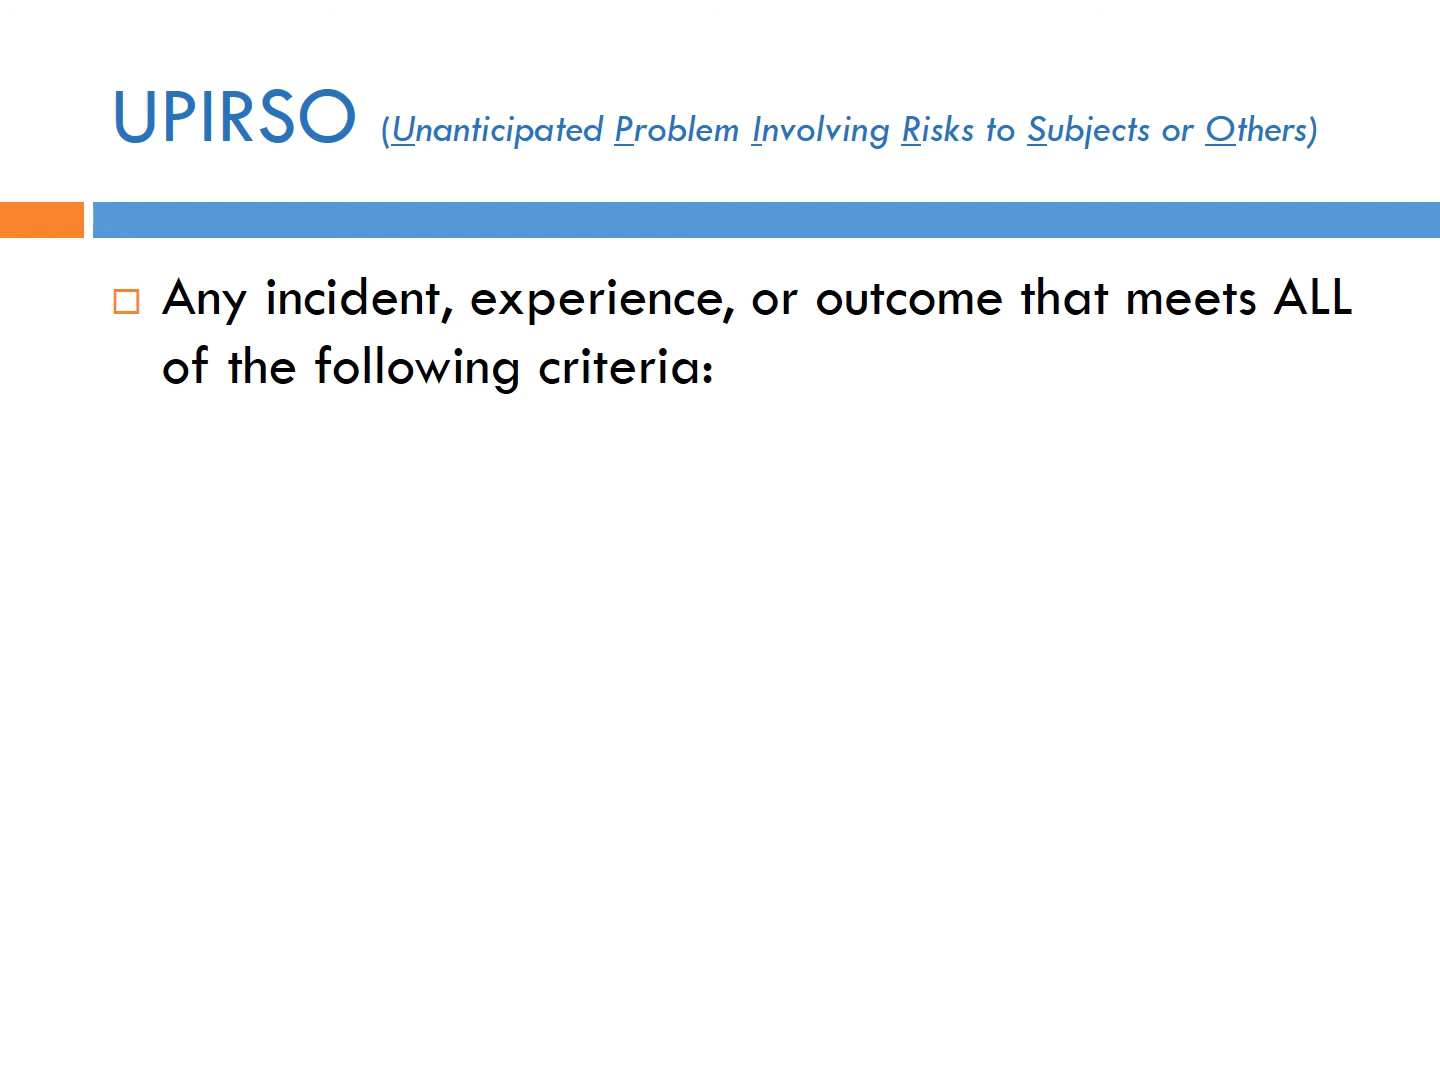 UPIRSO (Unanticipated Problem Involving Risks to Subjects or Others)
Any incident, experience, or outcome that meets ALL
of the following criteria: